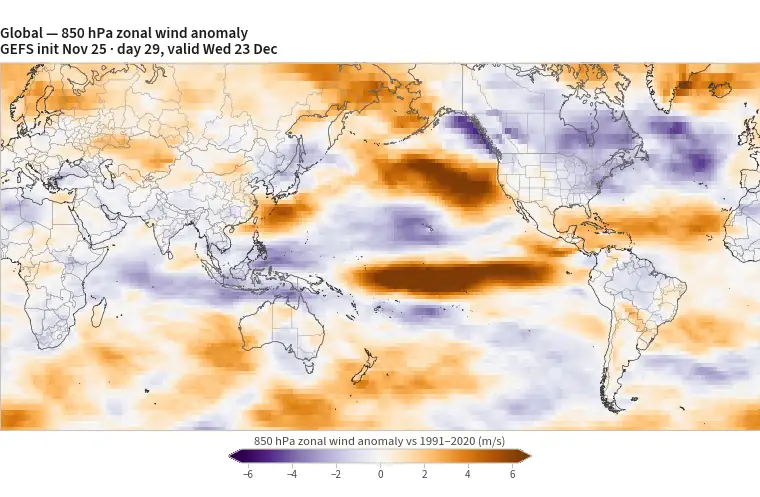 Global — 850 hPa zonal wind anomaly
GEFS init Nov 25 · day 29, valid Wed 23 Dec
850 hPa zonal wind anomaly vs 1991–2020 (m/s)
−6 −4 −2 0 2 4 6